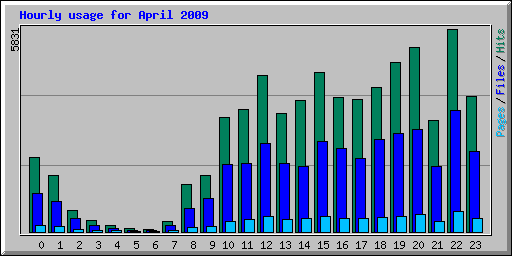 Hourly usage for April 2009
5831
Pages/Files/Hits
0 1 2 3 4 5 6 7 8 9 10 11 12 13 14 15 16 17 18 19 20 21 22 23